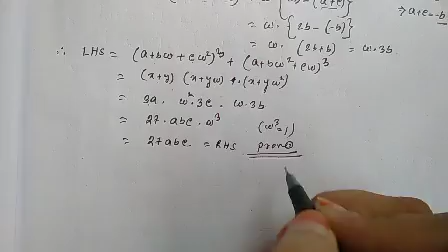 = ω. {2b − (a+c)}
= ω. {2b − (−b)} ⇒ a+c = −b
= ω. (2b+b) = ω. 3b
∴ LHS = (a+bω+cω²)³ + (a+bω²+cω)³
= (x+y) (x+yω) (x+yω²)
= 3a. ω². 3c. ω. 3b
= 27. abc. ω³ (ω³=1)
= 27abc. = RHS proved